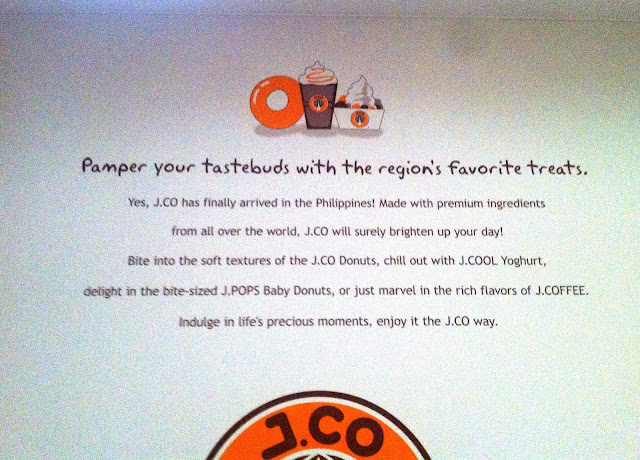 Pamper your tastebuds with the region's favorite treats.
Yes, J.CO has finally arrived in the Philippines! Made with premium ingredients
from all over the world, J.CO will surely brighten up your day!
Bite into the soft textures of the J.CO Donuts, chill out with J.COOL Yoghurt,
delight in the bite-sized J.POPS Baby Donuts, or just marvel in the rich flavors of J.COFFEE.
Indulge in life's precious moments, enjoy it the J.CO way.
J.CO